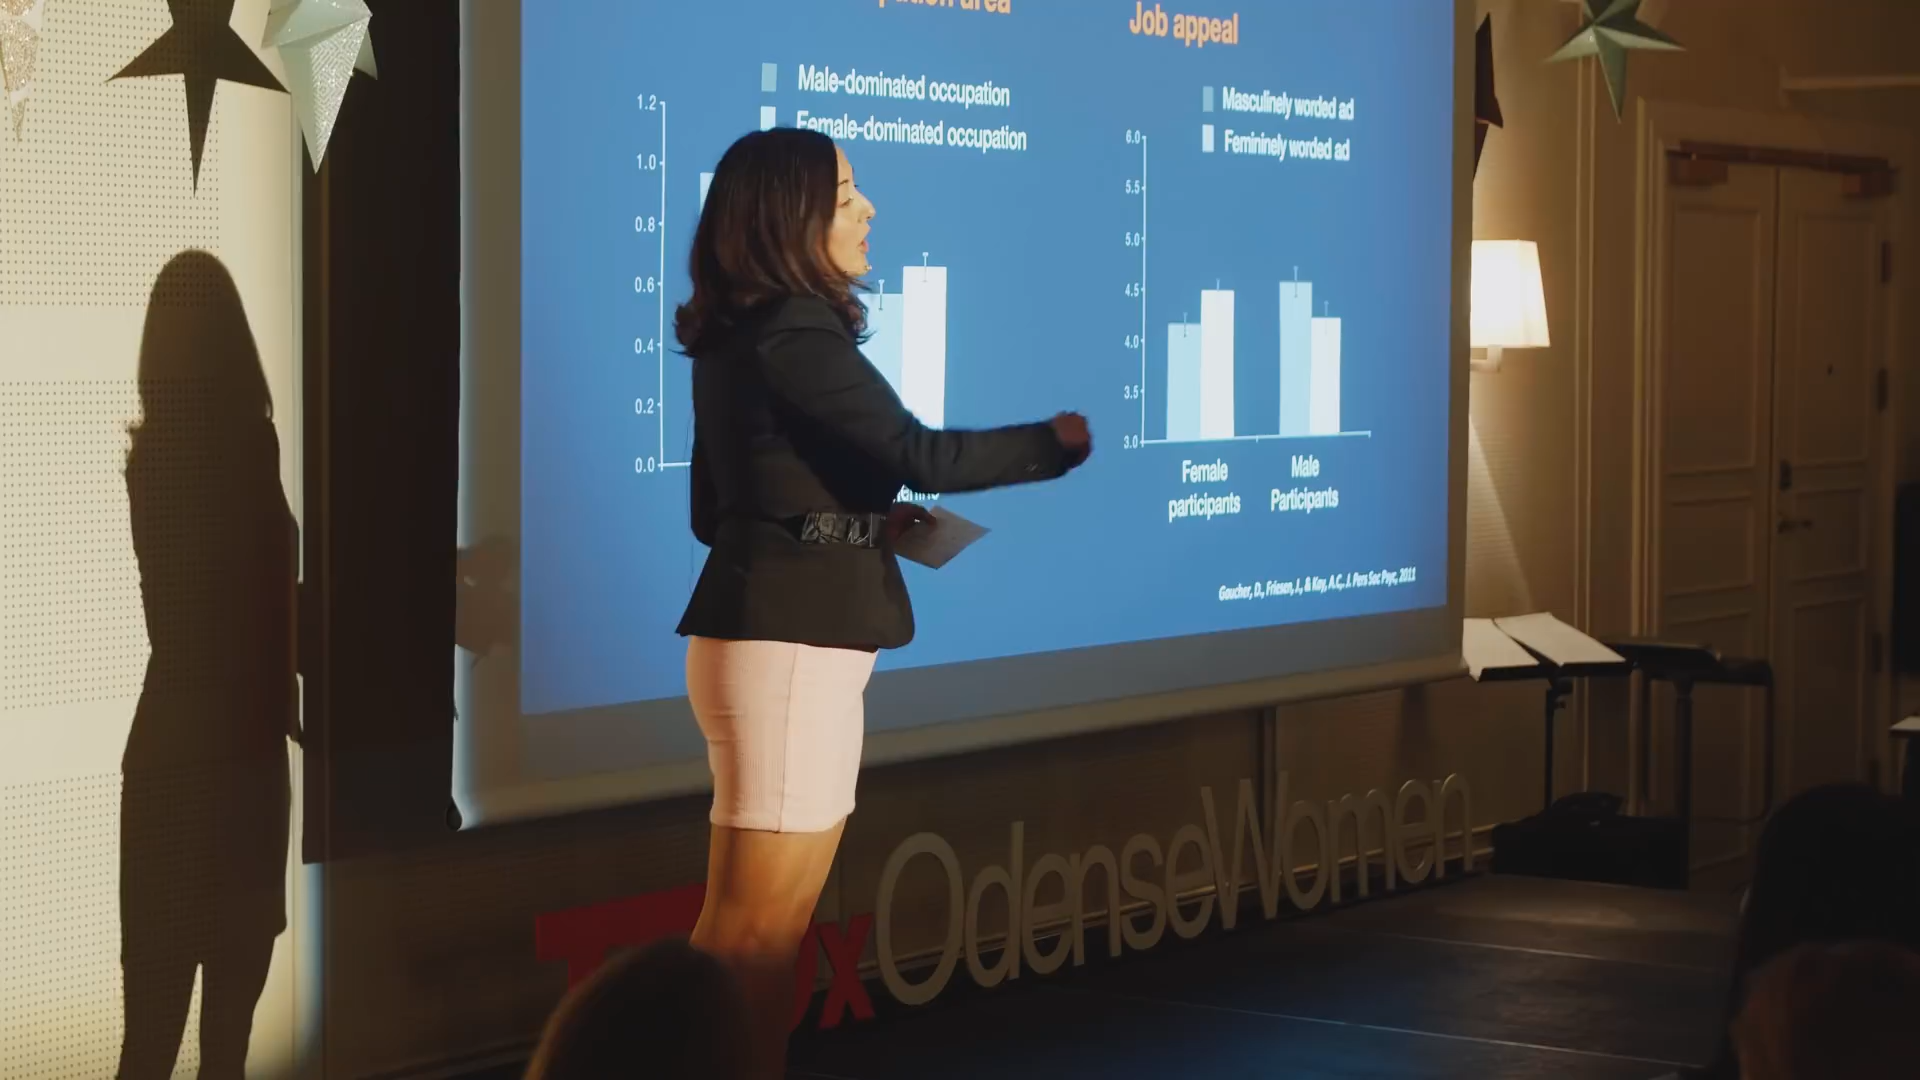 area
Job appeal
Male-dominated occupation
Female-dominated occupation
1.2
1.0
0.8
0.6
0.4
0.2
0.0
Masculinely worded ad
Femininely worded ad
6.0
5.5
5.0
4.5
4.0
3.5
3.0
Female
participants
Male
Participants
Gaucher, D., Friesen, J., & Kay, A.C., J. Pers Soc Psyc, 2011
x OdenseWomen